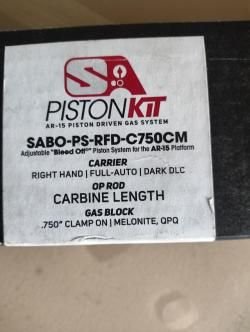 SA
PISTON KiT
AR-15 PISTON DRIVEN GAS SYSTEM
SABO-PS-RFD-C750CM
Adjustable "Bleed Off®" Piston System for the AR-15 Platform
CARRIER
RIGHT HAND | FULL-AUTO | DARK DLC
OP ROD
CARBINE LENGTH
GAS BLOCK
.750" CLAMP ON | MELONITE, QPQ